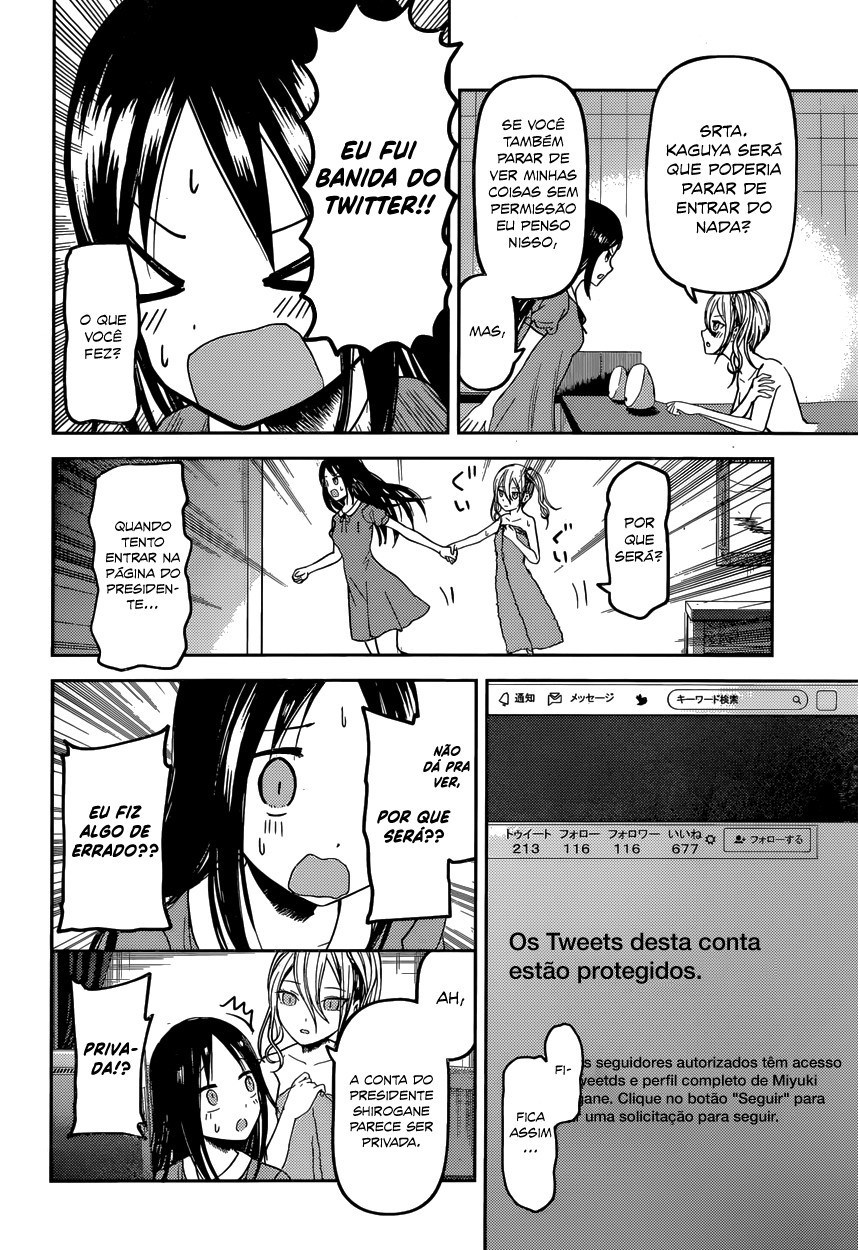 SRTA.
KAGUYA SERÁ
QUE PODERIA
PARAR DE
ENTRAR DO
NADA?
SE VOCÊ
TAMBÉM
PARAR DE
VER MINHAS
COISAS SEM
PERMISSÃO
EU PENSO
NISSO,
MAS,
EU FUI
BANIDA DO
TWITTER!!
O QUE
VOCÊ
FEZ?
POR
QUE
SERÁ?
ぐい
ぐい
QUANDO
TENTO
ENTRAR NA
PÁGINA DO
PRESIDEN-
TE...
通知 メッセージ キーワード検索
トゥイート フォロー フォロワー いいね
213 116 116 677 フォローする
Os Tweets desta conta
estão protegidos.
FI-
FICA
ASSIM
...
s seguidores autorizados têm acesso
weetds e perfil completo de Miyuki
gane. Clique no botão "Seguir" para
r uma solicitação para seguir.
NÃO
DÁ PRA
VER,
POR QUE
SERÁ??
EU FIZ
ALGO DE
ERRADO??
AH,
A CONTA DO
PRESIDENTE
SHIROGANE
PARECE SER
PRIVADA.
PRIVA-
DA!?